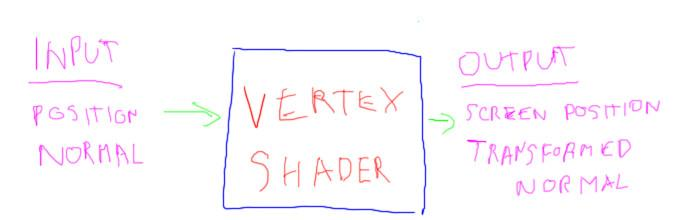 INPUT
POSITION
NORMAL
VERTEX
SHADER
OUTPUT
SCREEN POSITION
TRANSFORMED
NORMAL